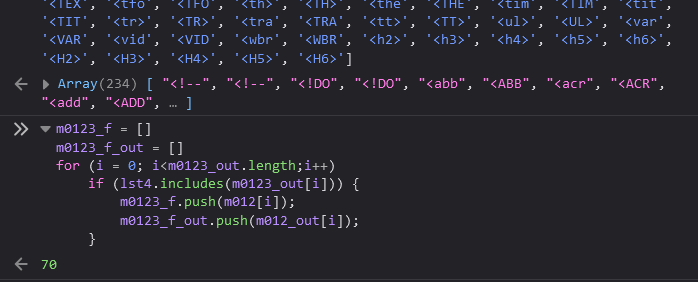 '<TEX', '<tfo', '<TFO', '<th>', '<TH>', '<the', '<THE', '<tim', '<TIM', '<tit',
'<TIT', '<tr>', '<TR>', '<tra', '<TRA', '<tt>', '<TT>', '<ul>', '<UL>', '<var',
'<VAR', '<vid', '<VID', '<wbr', '<WBR', '<h2>', '<h3>', '<h4>', '<h5>', '<h6>',
'<H2>', '<H3>', '<H4>', '<H5>', '<H6>']
Array(234) [ "<!--", "<!--", "<!DO", "<!DO", "<abb", "<ABB", "<acr", "<ACR",
"<add", "<ADD", … ]
m0123_f = []
m0123_f_out = []
for (i = 0; i<m0123_out.length;i++)
if (lst4.includes(m0123_out[i])) {
m0123_f.push(m012[i]);
m0123_f_out.push(m012_out[i]);
}
70